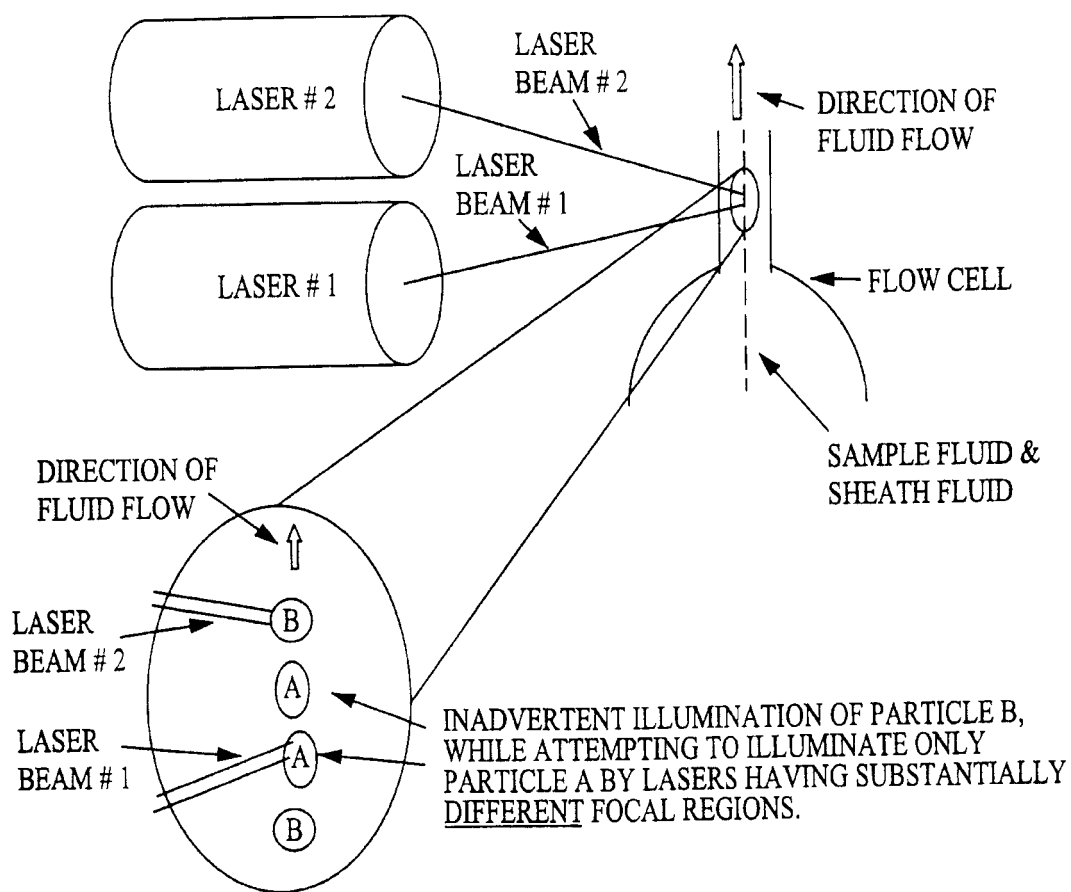 LASER
BEAM # 2
LASER # 2
DIRECTION OF
FLUID FLOW
LASER
BEAM # 1
LASER # 1
FLOW CELL
SAMPLE FLUID &
SHEATH FLUID
DIRECTION OF
FLUID FLOW
LASER
BEAM # 2
B
A
LASER
BEAM # 1
A
B
INADVERTENT ILLUMINATION OF PARTICLE B,
WHILE ATTEMPTING TO ILLUMINATE ONLY
PARTICLE A BY LASERS HAVING SUBSTANTIALLY
DIFFERENT FOCAL REGIONS.